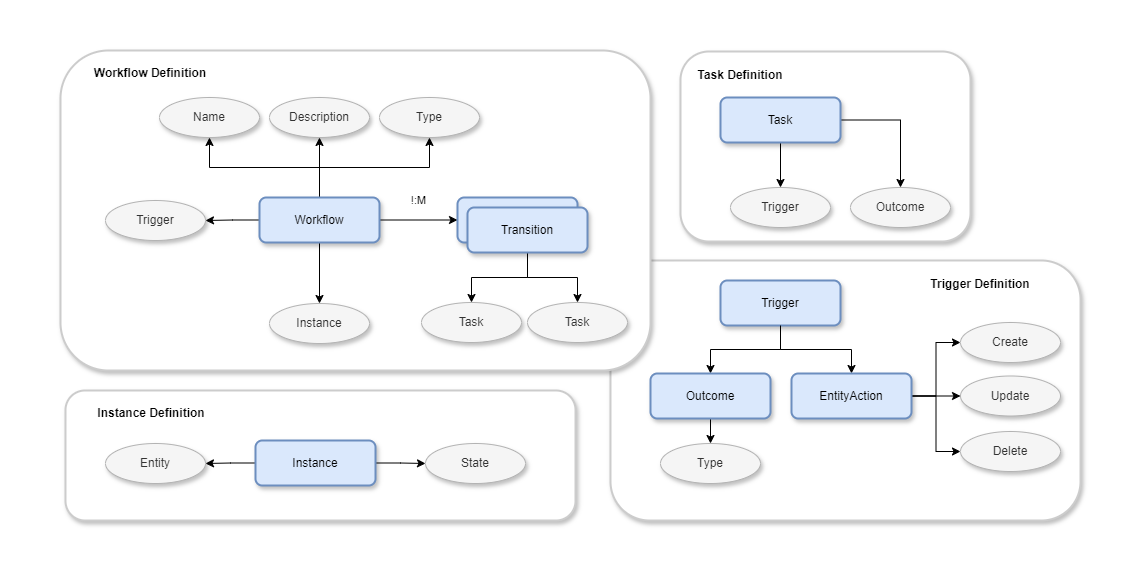 Workflow Definition
Name
Description
Type
Trigger
Workflow
!:M
Transition
Instance
Task
Task
Task Definition
Task
Trigger
Outcome
Trigger Definition
Trigger
Outcome
EntityAction
Type
Create
Update
Delete
Instance Definition
Entity
Instance
State